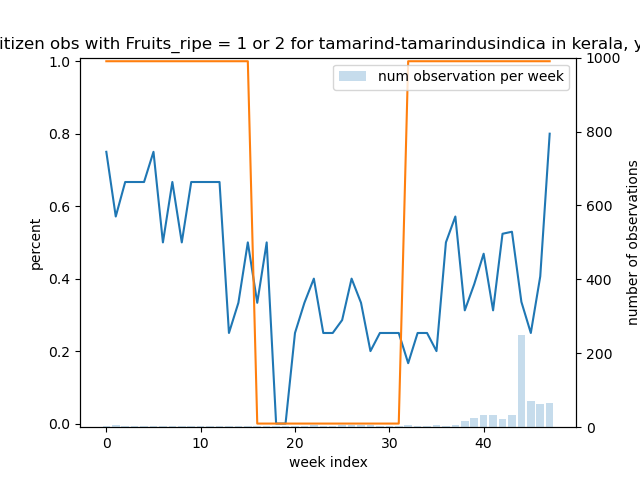 itizen obs with Fruits_ripe = 1 or 2 for tamarind-tamarindusindica in kerala, y
num observation per week
1.0
0.8
0.6
0.4
0.2
0.0
percent
1000
800
600
400
200
0
number of observations
0 10 20 30 40
week index